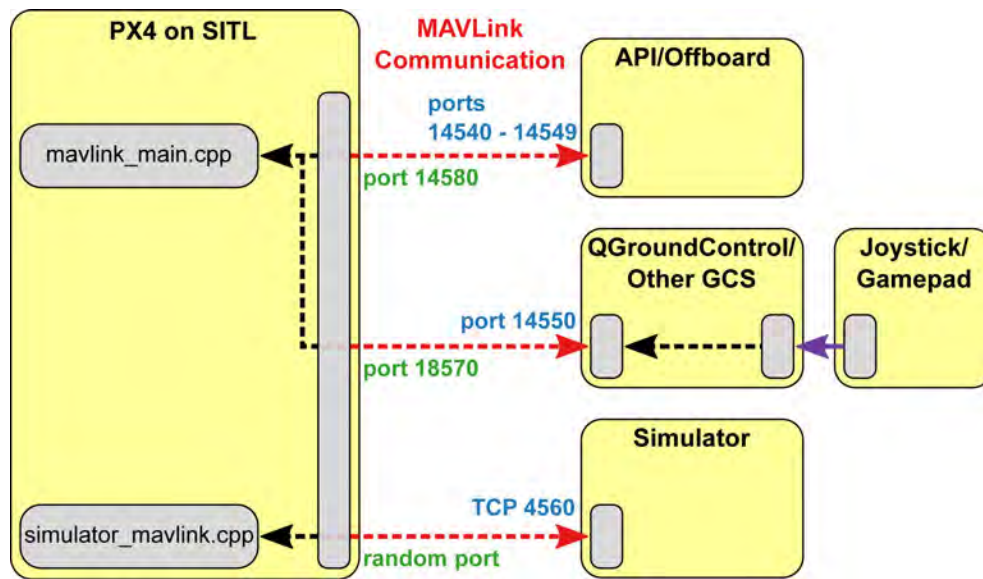 PX4 on SITL
mavlink_main.cpp
simulator_mavlink.cpp
MAVLink
Communication
ports
14540 - 14549
port 14580
port 14550
port 18570
TCP 4560
random port
API/Offboard
QGroundControl/
Other GCS
Joystick/
Gamepad
Simulator